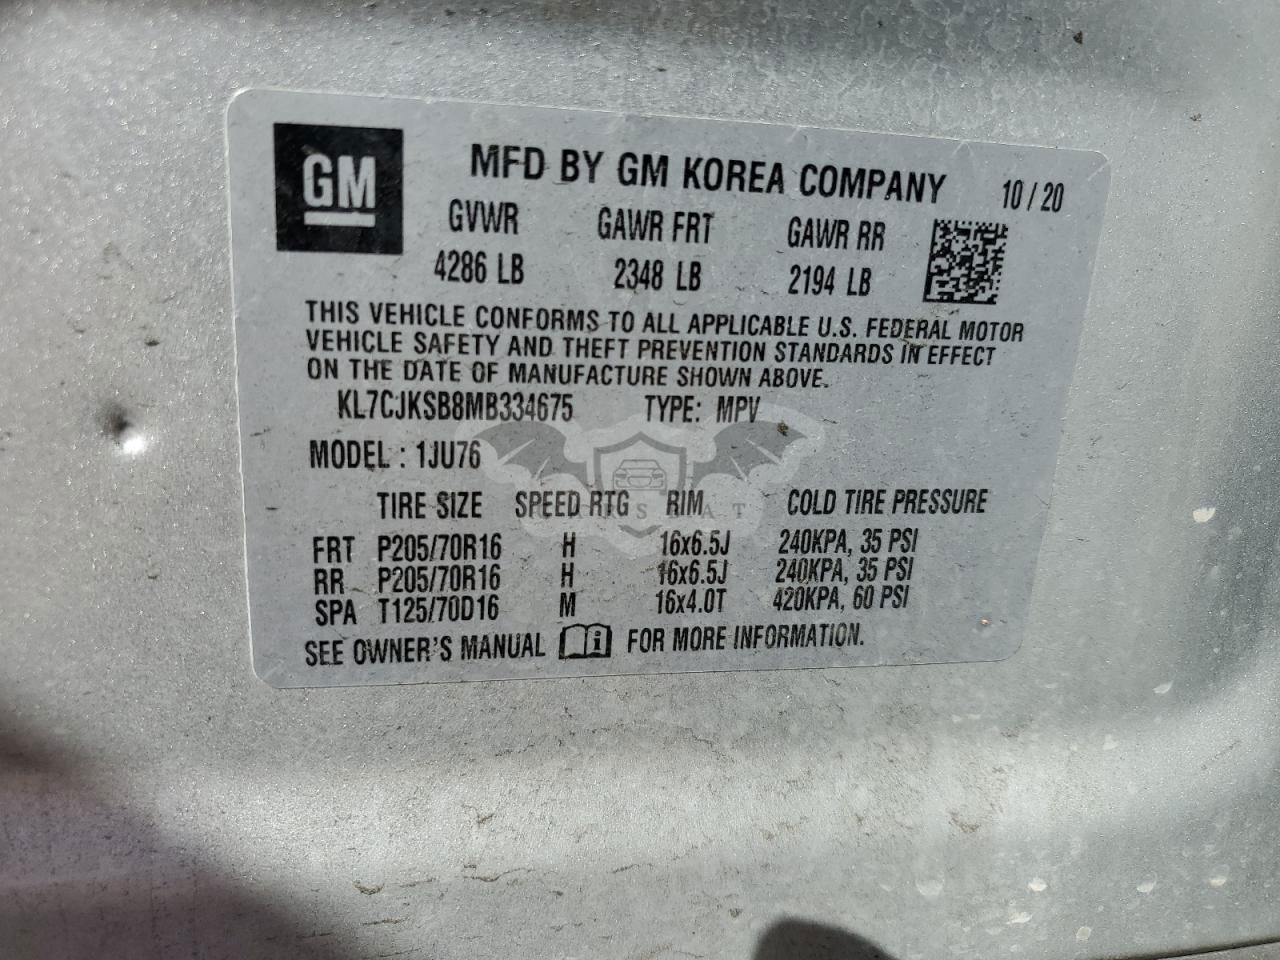 GM
MFD BY GM KOREA COMPANY 10/20
GVWR GAWR FRT GAWR RR
4286 LB 2348 LB 2194 LB
THIS VEHICLE CONFORMS TO ALL APPLICABLE U.S. FEDERAL MOTOR
VEHICLE SAFETY AND THEFT PREVENTION STANDARDS IN EFFECT
ON THE DATE OF MANUFACTURE SHOWN ABOVE.
KL7CJKSB8MB334675 TYPE: MPV
MODEL : 1JU76
TIRE SIZE SPEED RTG RIM COLD TIRE PRESSURE
FRT P205/70R16 H 16x6.5J 240KPA, 35 PSI
RR P205/70R16 H 16x6.5J 240KPA, 35 PSI
SPA T125/70D16 M 16x4.0T 420KPA, 60 PSI
SEE OWNER'S MANUAL FOR MORE INFORMATION.